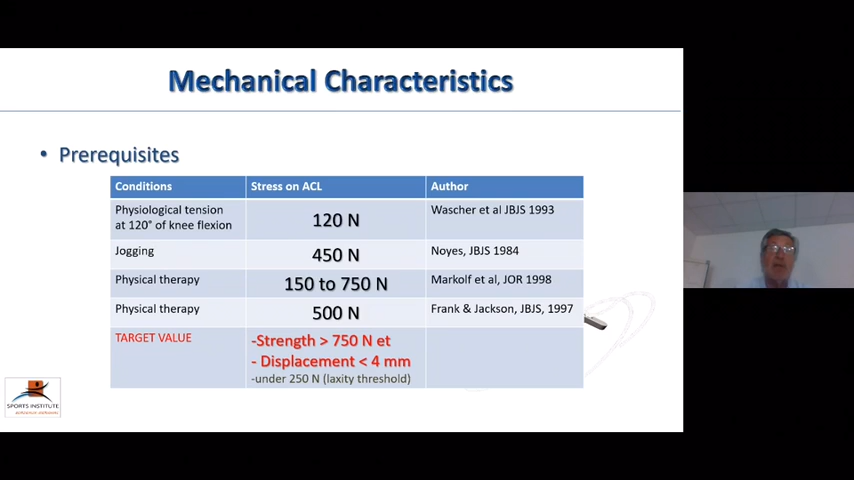 Mechanical Characteristics
• Prerequisites
Conditions Stress on ACL Author
Physiological tension
at 120° of knee flexion
120 N
Wascher et al JBJS 1993
Jogging 450 N Noyes, JBJS 1984
Physical therapy 150 to 750 N Markolf et al, JOR 1998
Physical therapy 500 N Frank & Jackson, JBJS, 1997
TARGET VALUE
-Strength > 750 N et
- Displacement < 4 mm
-under 250 N (laxity threshold)
SPORTS INSTITUTE